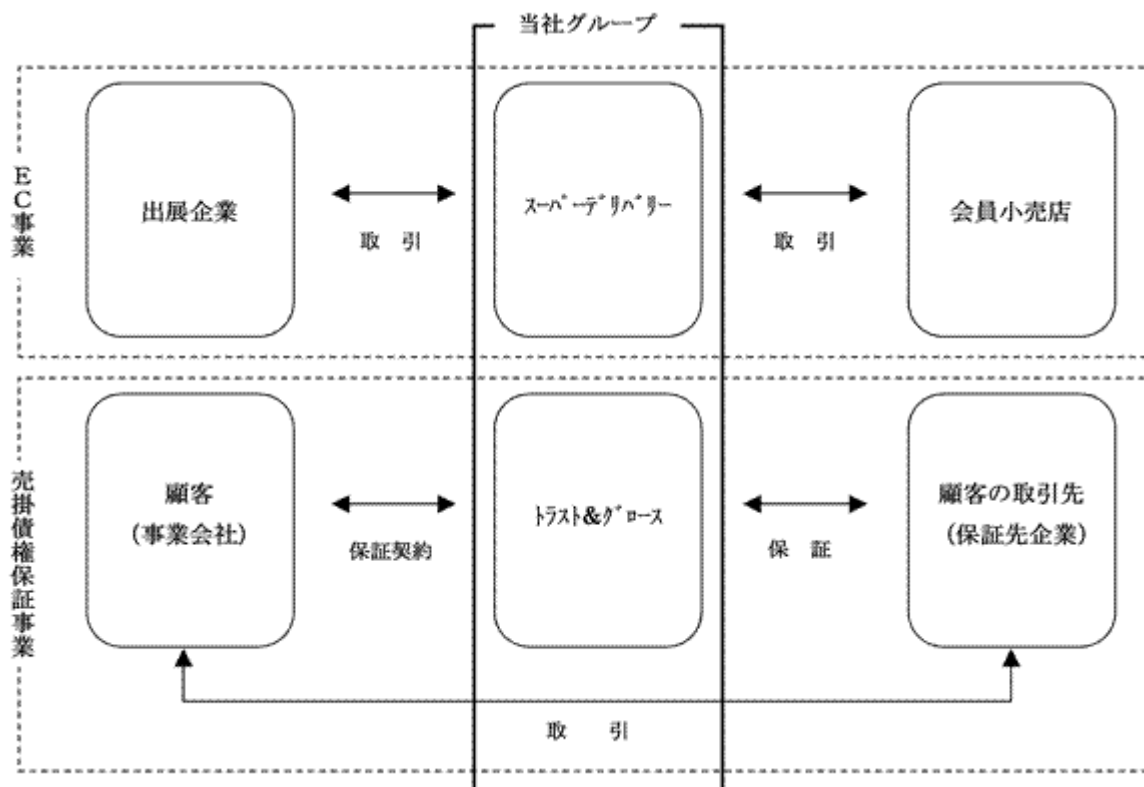 当社グループ
EC事業
出展企業
取 引
ｽｰﾊﾟｰﾃﾞﾘﾊﾞﾘー
取 引
会員小売店
売掛債権保証事業
顧客
(事業会社)
保証契約
ﾄﾗｽﾄ&ｸﾞﾛｰｽ
保 証
顧客の取引先
(保証先企業)
取 引